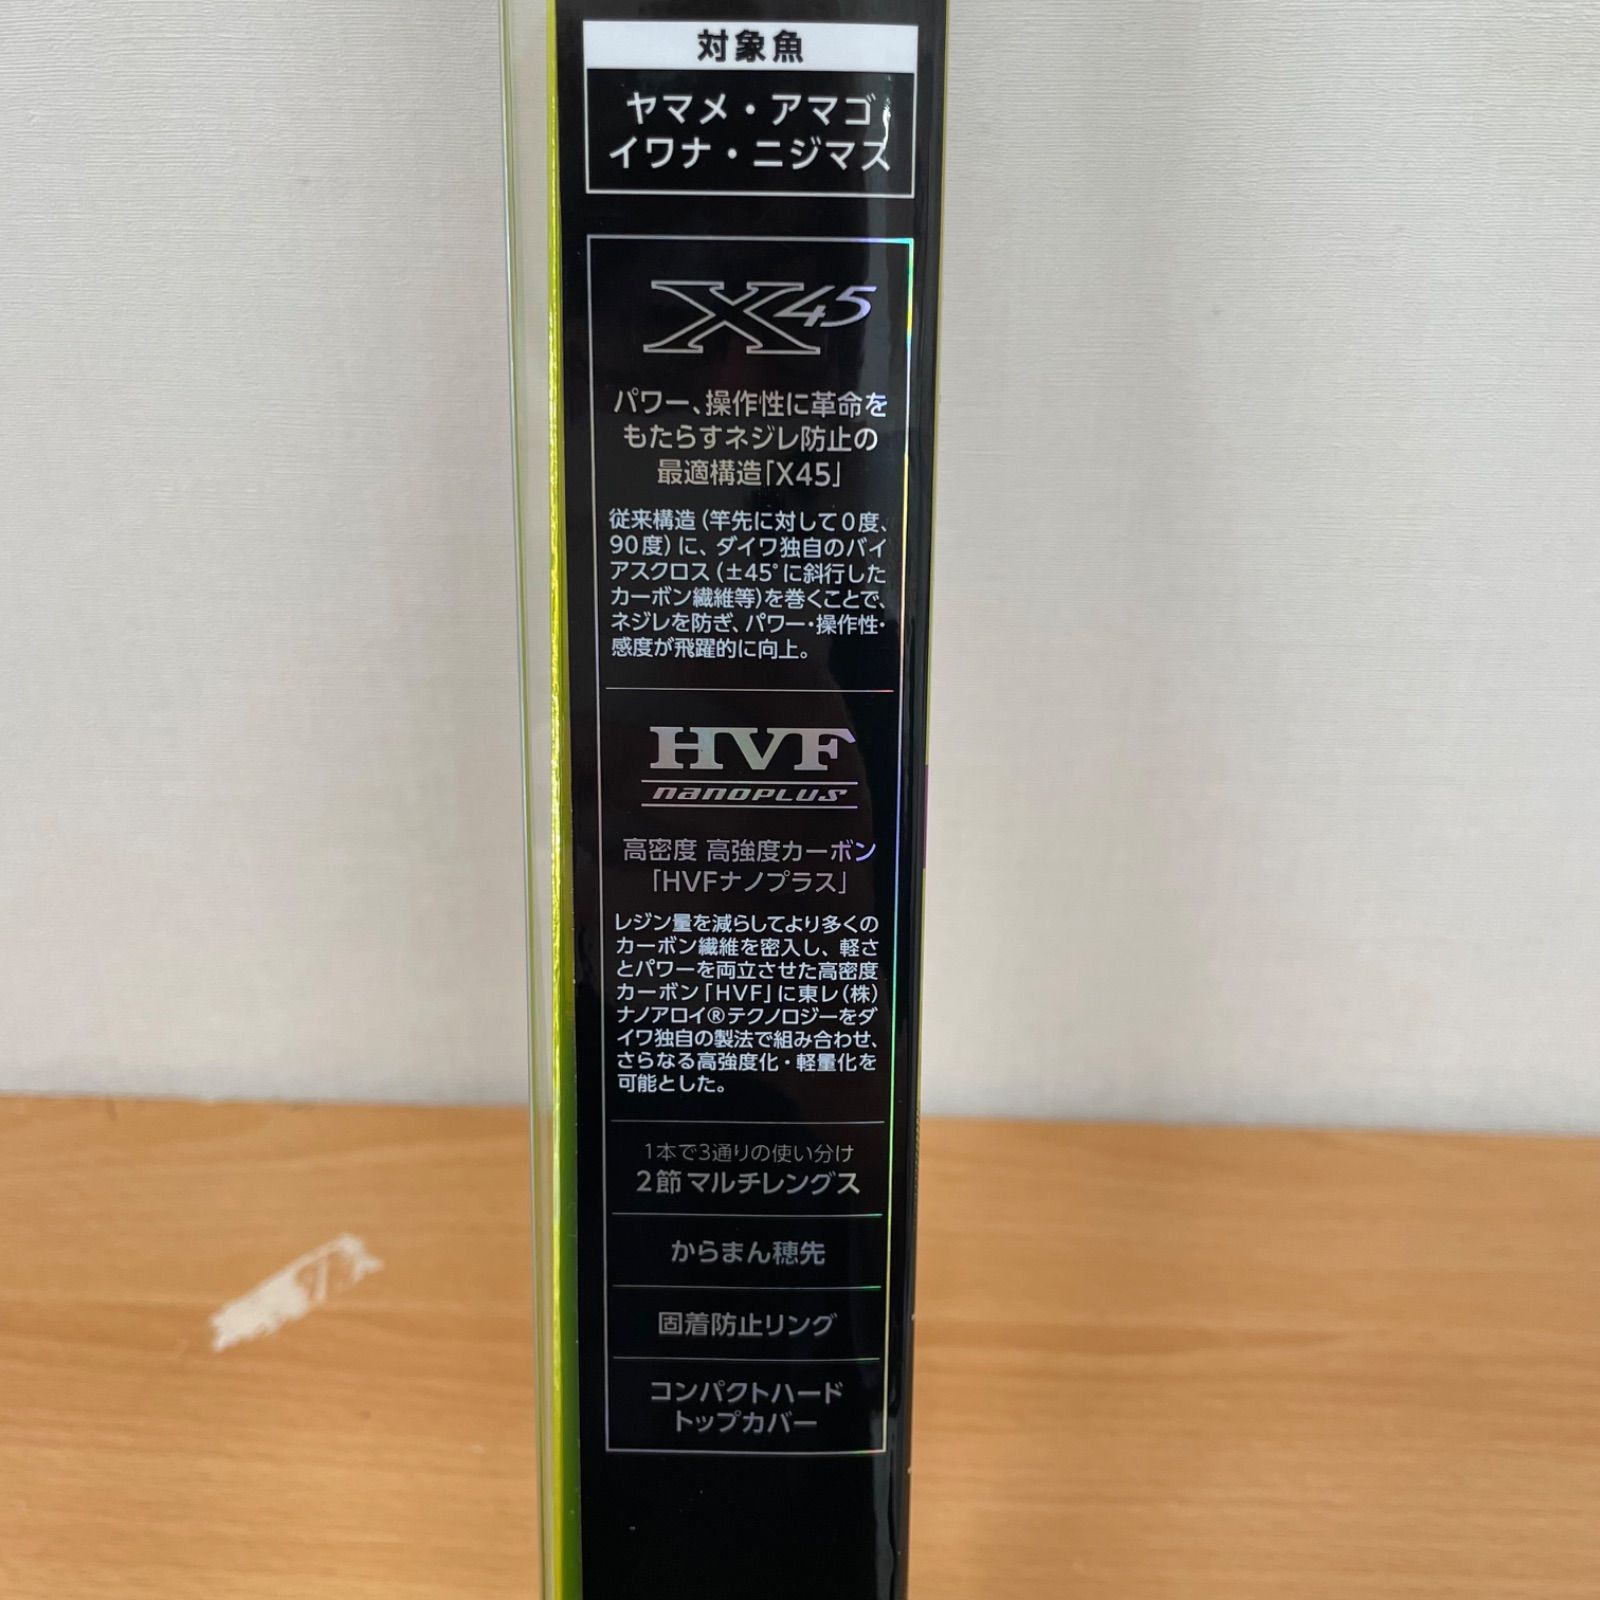 対象魚
ヤマメ・アマゴ
イワナ・ニジマス
X45
パワー、操作性に革命を
もたらすネジレ防止の
最適構造「X45」
従来構造(竿先に対して0度、
90度)に、ダイワ独自のバイ
アスクロス(±45°に斜行した
カーボン繊維等)を巻くことで、
ネジレを防ぎ、パワー・操作性・
感度が飛躍的に向上。
HVF
nanoPLUS
高密度 高強度カーボン
「HVFナノプラス」
レジン量を減らしてより多くの
カーボン繊維を密入し、軽さ
とパワーを両立させた高密度
カーボン「HVF」に東レ(株)
ナノアロイ®テクノロジーをダ
イワ独自の製法で組み合わせ、
さらなる高強度化・軽量化を
可能とした。
1本で3通りの使い分け
2節マルチレングス
からまん穂先
固着防止リング
コンパクトハード
トップカバー